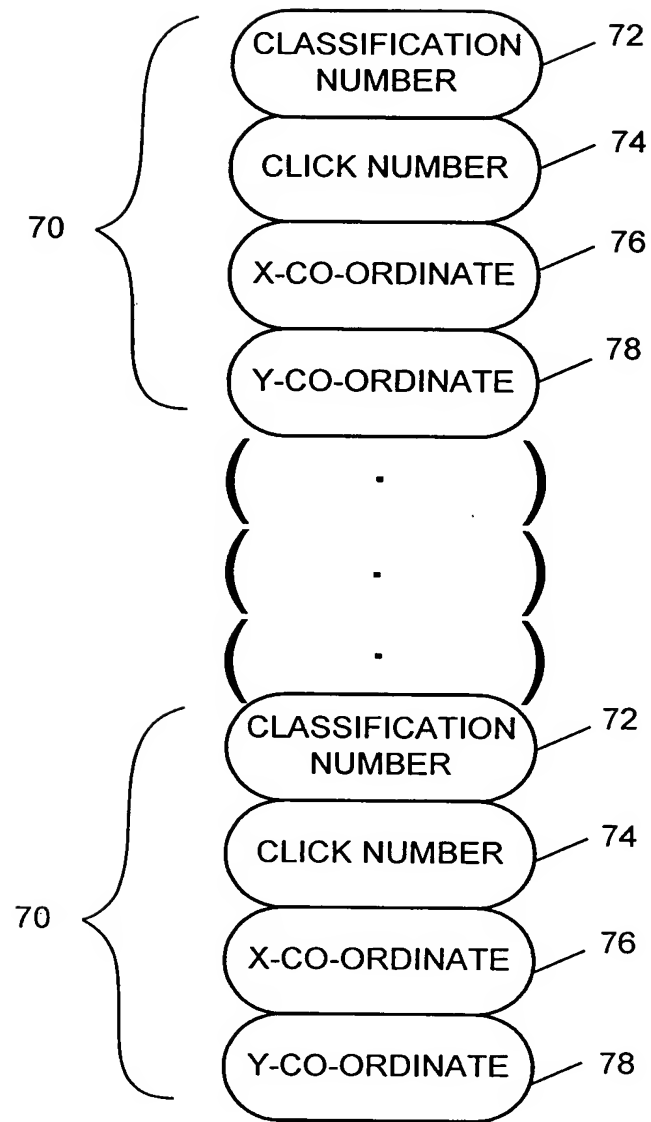 CLASSIFICATION 72
NUMBER
CLICK NUMBER 74
70
X-CO-ORDINATE 76
Y-CO-ORDINATE 78
( . )
( . )
( . )
CLASSIFICATION 72
NUMBER
CLICK NUMBER 74
70
X-CO-ORDINATE 76
Y-CO-ORDINATE 78